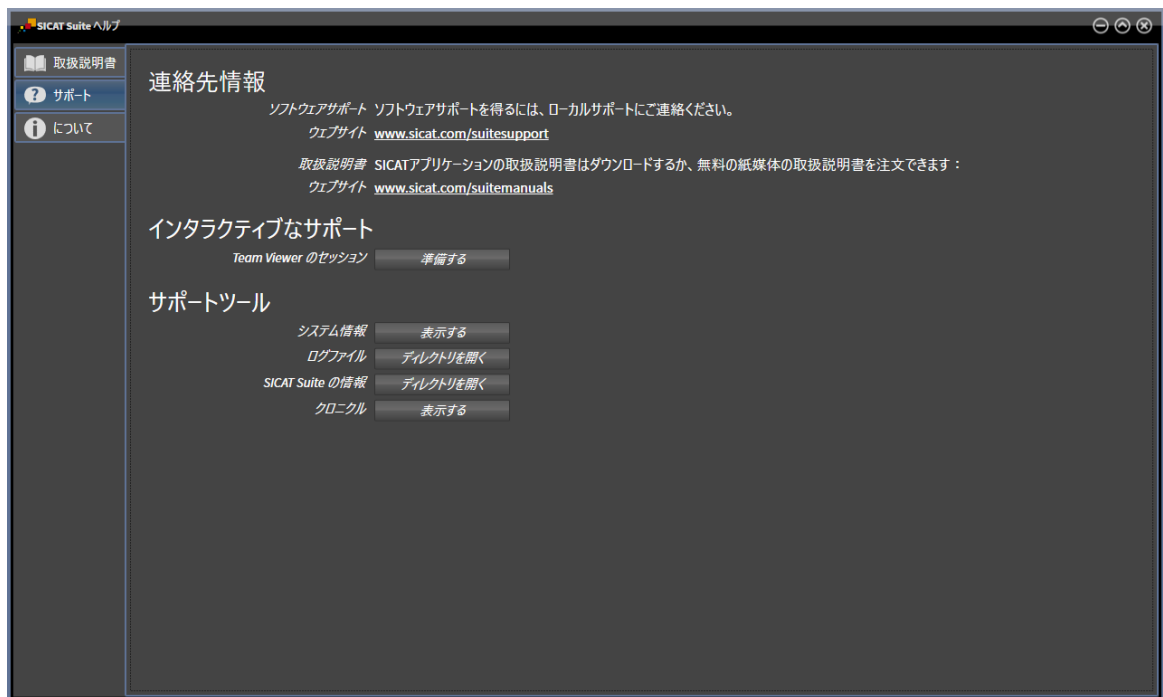 SICAT Suite ヘルプ
取扱説明書
サポート
について
連絡先情報
ソフトウェアサポート ソフトウェアサポートを得るには、ローカルサポートにご連絡ください。
ウェブサイト www.sicat.com/suitesupport
取扱説明書 SICATアプリケーションの取扱説明書はダウンロードするか、無料の紙媒体の取扱説明書を注文できます：
ウェブサイト www.sicat.com/suitemanuals
インタラクティブなサポート
Team Viewer のセッション 準備する
サポートツール
システム情報 表示する
ログファイル ディレクトリを開く
SICAT Suite の情報 ディレクトリを開く
クロニクル 表示する